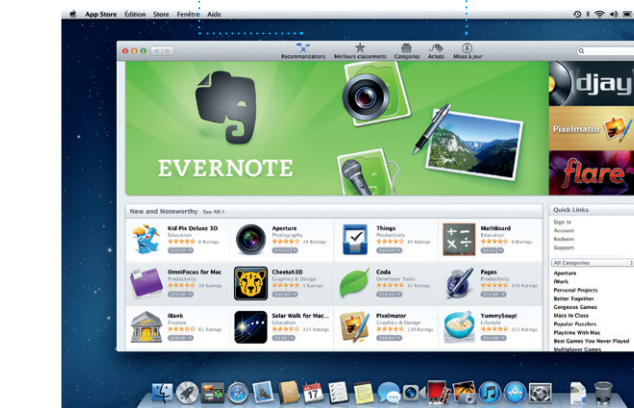 App Store Édition Store Fenêtre Aide
Recommandations Meilleurs classements Catégories Achats Mises à jour
EVERNOTE
djay
Pixelmator
flare
New and Noteworthy See All >
Kid Pix Deluxe 3D
Education
Aperture
Photography
Things
Productivity
MathBoard
Education
OmniFocus for Mac
Productivity
Cheetah3D
Graphics & Design
Coda
Developer Tools
Pages
Productivity
iBank
Finance
Solar Walk for Mac...
Education
Pixelmator
Graphics & Design
YummySoup!
Lifestyle
Quick Links
Sign in
Account
Redeem
Support
All Categories
Aperture
iWork
Personal Projects
Better Together
Gorgeous Games
Macs In Class
Popular Puzzlers
Playtime With Mac
Best Games You Never Played
Multiplayer Games
17